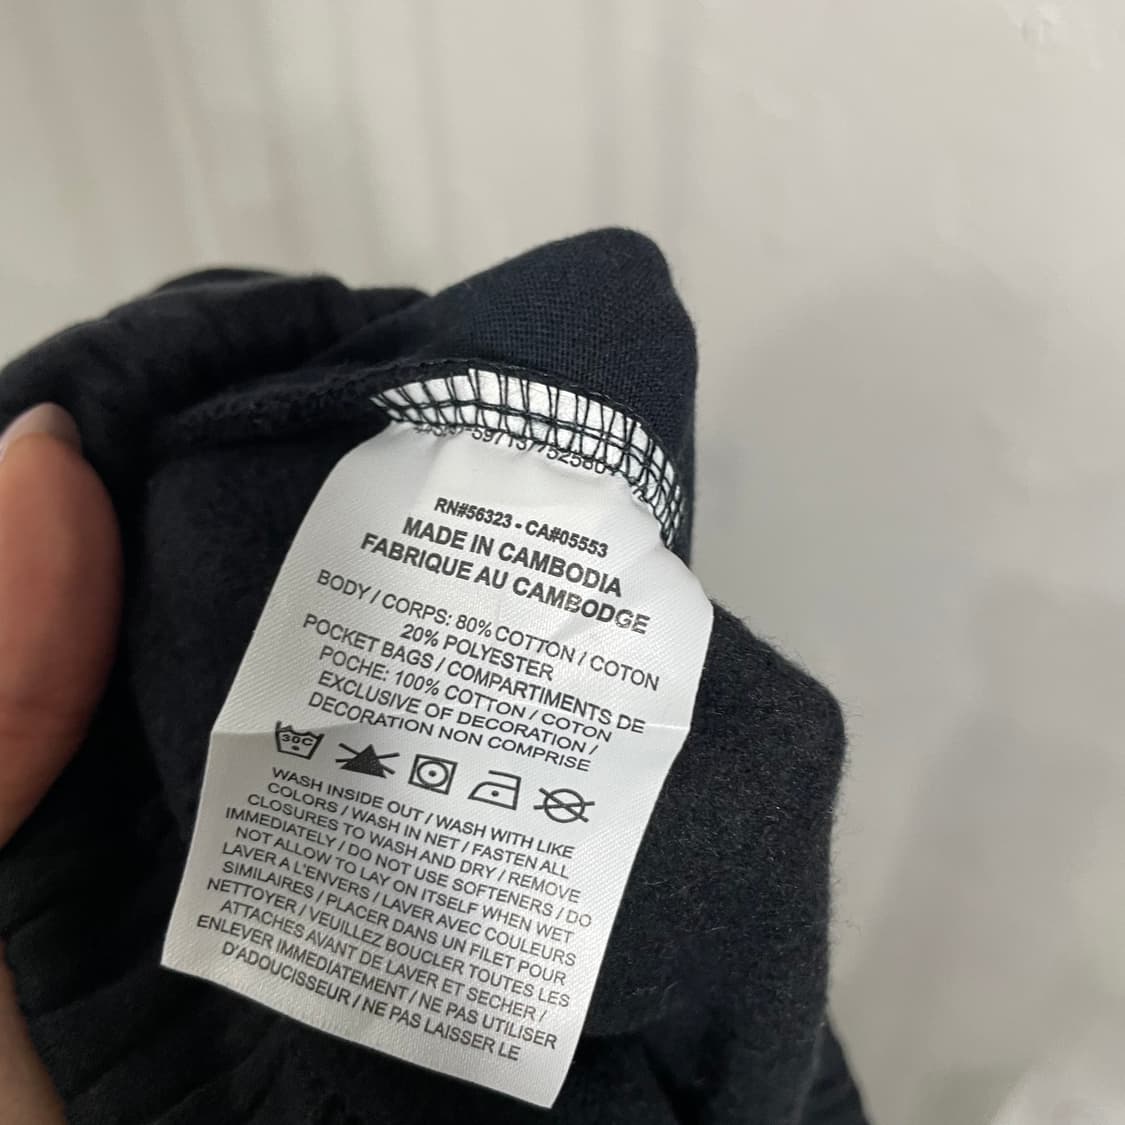 RN#56323 - CA#05553
MADE IN CAMBODIA
FABRIQUE AU CAMBODGE
BODY / CORPS: 80% COTTON / COTON
20% POLYESTER
POCKET BAGS / COMPARTIMENTS DE
POCHE: 100% COTTON / COTON
EXCLUSIVE OF DECORATION /
DECORATION NON COMPRISE
30C
WASH INSIDE OUT / WASH WITH LIKE
COLORS / WASH IN NET / FASTEN ALL
CLOSURES TO WASH AND DRY / REMOVE
IMMEDIATELY / DO NOT USE SOFTENERS / DO
NOT ALLOW TO LAY ON ITSELF WHEN WET
LAVER A L'ENVERS / LAVER AVEC COULEURS
SIMILAIRES / PLACER DANS UN FILET POUR
NETTOYER / VEUILLEZ BOUCLER TOUTES LES
ATTACHES AVANT DE LAVER ET SECHER /
ENLEVER IMMEDIATEMENT / NE PAS UTILISER
D'ADOUCISSEUR / NE PAS LAISSER LE